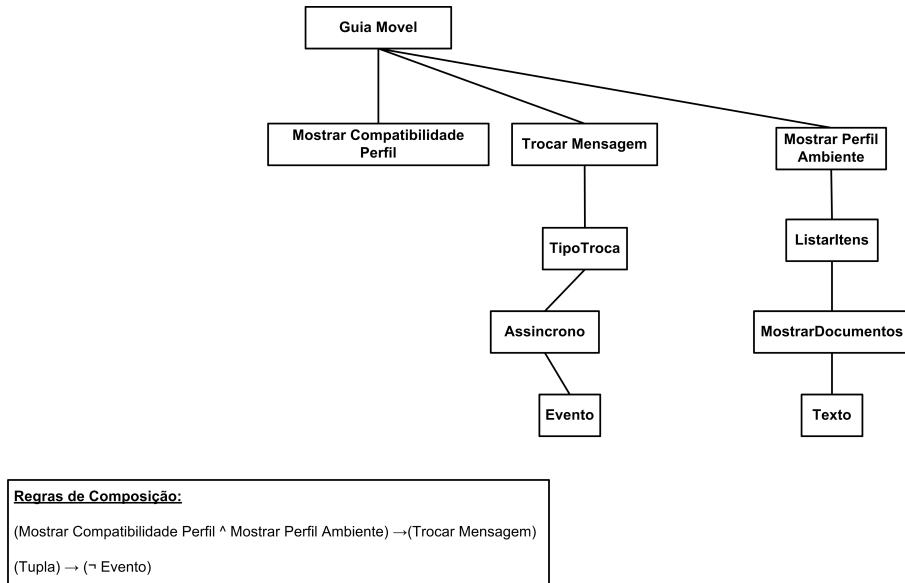 Guia Movel
Mostrar Compatibilidade
Perfil
Trocar Mensagem
Mostrar Perfil
Ambiente
TipoTroca
ListarItens
Assincrono
MostrarDocumentos
Evento
Texto
Regras de Composição:
(Mostrar Compatibilidade Perfil ^ Mostrar Perfil Ambiente) →(Trocar Mensagem)
(Tupla) → (¬ Evento)